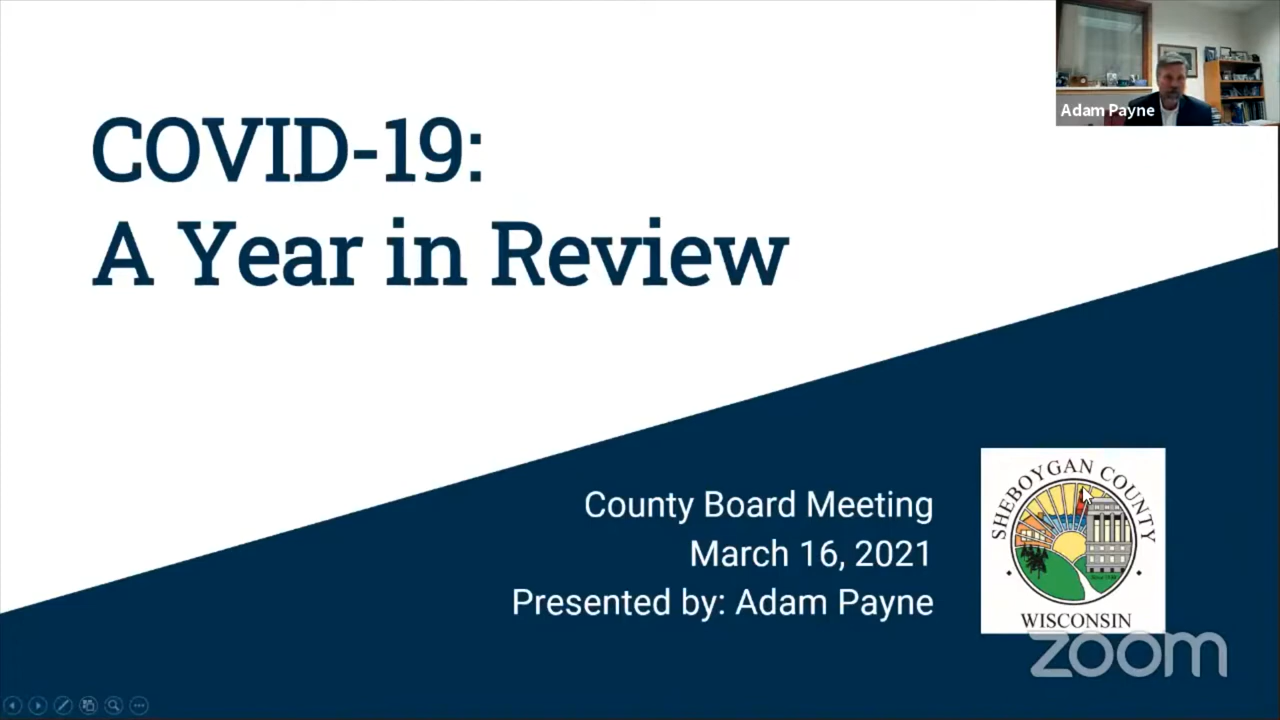 Adam Payne
COVID-19:
A Year in Review
County Board Meeting
March 16, 2021
Presented by: Adam Payne
SHEBOYGAN COUNTY
WISCONSIN
zoom